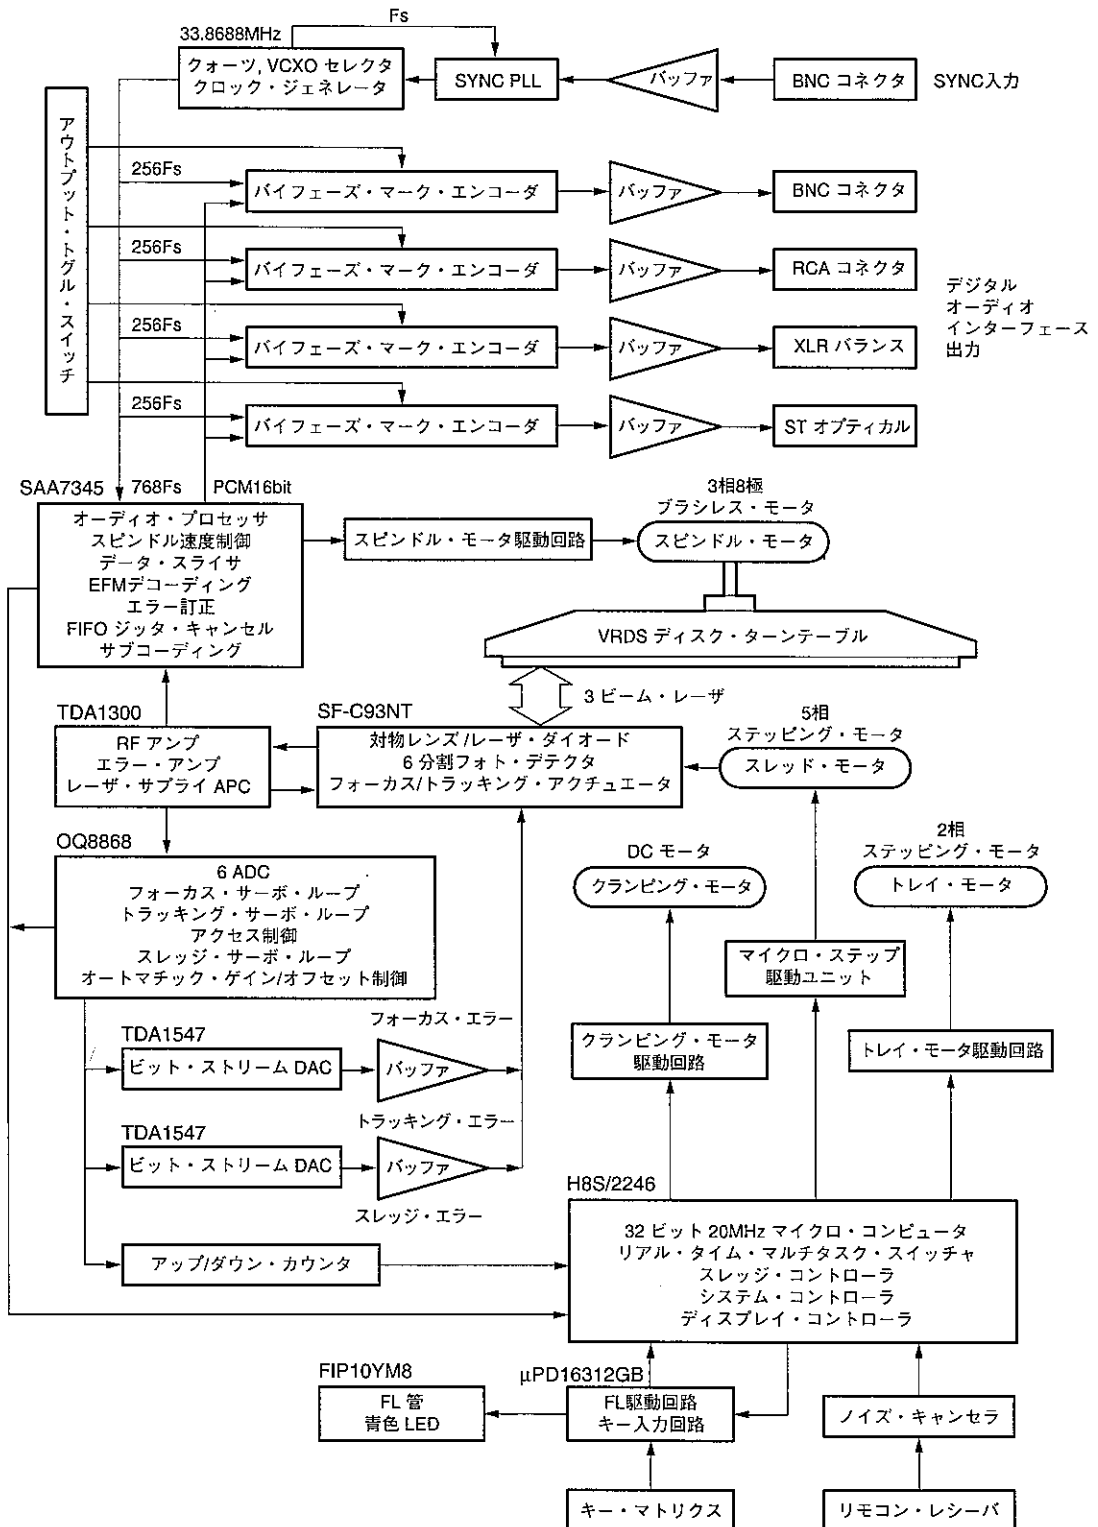 Fs
33.8688MHz
クォーツ, VCXO セレクタ
クロック・ジェネレータ
SYNC PLL
バッファ
BNC コネクタ
SYNC入力
アウトプット・トグル・スイッチ
256Fs
バイフェーズ・マーク・エンコーダ
バッファ
BNC コネクタ
256Fs
バイフェーズ・マーク・エンコーダ
バッファ
RCA コネクタ
256Fs
バイフェーズ・マーク・エンコーダ
バッファ
XLR バランス
256Fs
バイフェーズ・マーク・エンコーダ
バッファ
ST オプティカル
デジタル
オーディオ
インターフェース
出力
SAA7345
768Fs
PCM16bit
オーディオ・プロセッサ
スピンドル速度制御
データ・スライサ
EFMデコーディング
エラー訂正
FIFO ジッタ・キャンセル
サブコーディング
スピンドル・モータ駆動回路
3相8極
ブラシレス・モータ
スピンドル・モータ
VRDS ディスク・ターンテーブル
3 ビーム・レーザ
TDA1300
RF アンプ
エラー・アンプ
レーザ・サプライ APC
SF-C93NT
対物レンズ/レーザ・ダイオード
6 分割フォト・デテクタ
フォーカス/トラッキング・アクチュエータ
5相
ステッピング・モータ
スレッド・モータ
OQ8868
6 ADC
フォーカス・サーボ・ループ
トラッキング・サーボ・ループ
アクセス制御
スレッジ・サーボ・ループ
オートマチック・ゲイン/オフセット制御
DC モータ
クランピング・モータ
2相
ステッピング・モータ
トレイ・モータ
マイクロ・ステップ
駆動ユニット
クランピング・モータ
駆動回路
トレイ・モータ駆動回路
フォーカス・エラー
TDA1547
ビット・ストリーム DAC
バッファ
トラッキング・エラー
TDA1547
ビット・ストリーム DAC
バッファ
スレッジ・エラー
アップ/ダウン・カウンタ
H8S/2246
32 ビット 20MHz マイクロ・コンピュータ
リアル・タイム・マルチタスク・スイッチャ
スレッジ・コントローラ
システム・コントローラ
ディスプレイ・コントローラ
FIP10YM8
FL 管
青色 LED
μPD16312GB
FL駆動回路
キー入力回路
ノイズ・キャンセラ
キー・マトリクス
リモコン・レシーバ